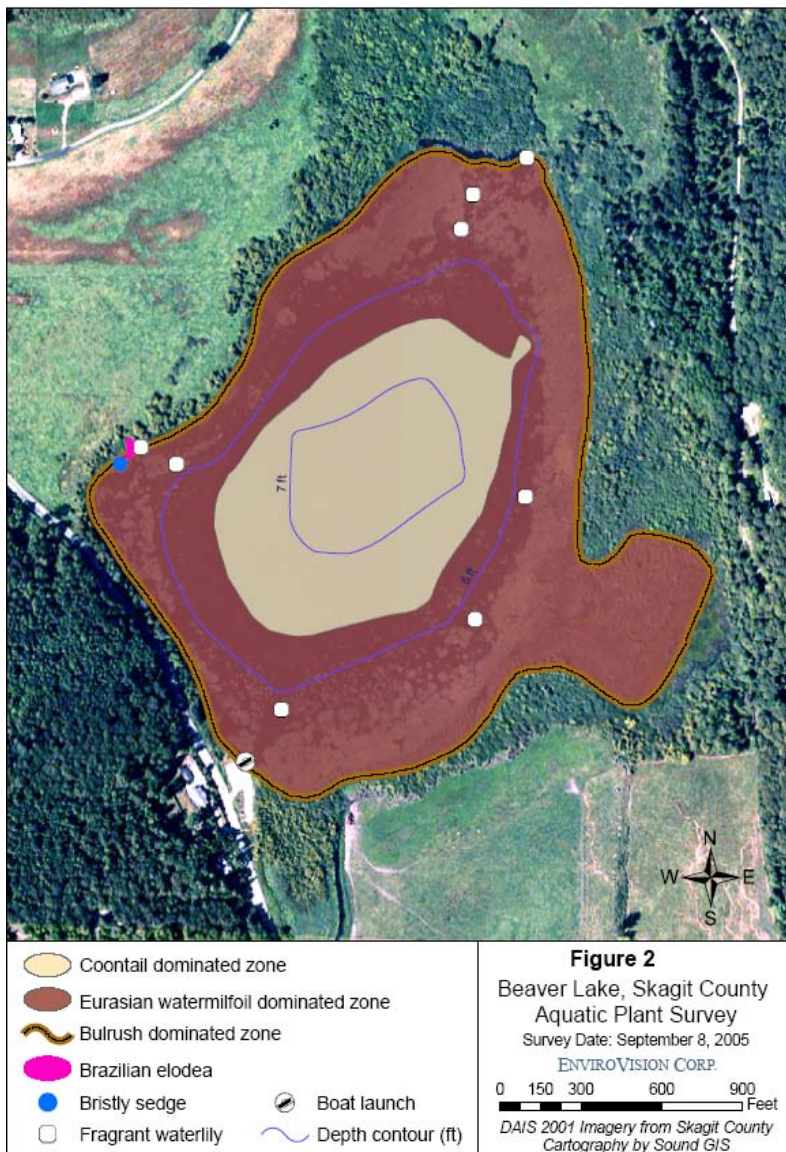 7 ft
6 ft
N
W E
S
Coontail dominated zone
Eurasian watermilfoil dominated zone
Bulrush dominated zone
Brazilian elodea
Bristly sedge
Boat launch
Fragrant waterlily
Depth contour (ft)
Figure 2
Beaver Lake, Skagit County
Aquatic Plant Survey
Survey Date: September 8, 2005
ENVIROVISION CORP.
0 150 300 600 900
Feet
DAIS 2001 Imagery from Skagit County
Cartography by Sound GIS